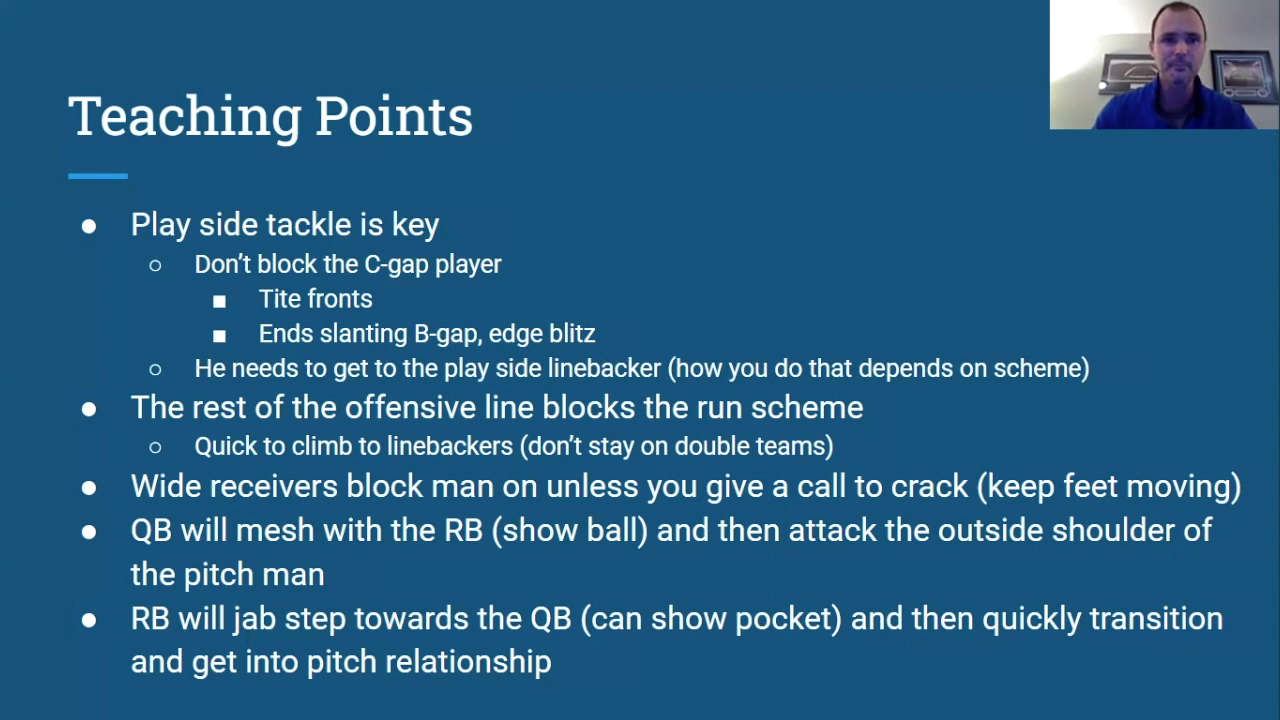 Teaching Points
● Play side tackle is key
○ Don’t block the C-gap player
■ Tite fronts
■ Ends slanting B-gap, edge blitz
○ He needs to get to the play side linebacker (how you do that depends on scheme)
● The rest of the offensive line blocks the run scheme
○ Quick to climb to linebackers (don’t stay on double teams)
● Wide receivers block man on unless you give a call to crack (keep feet moving)
● QB will mesh with the RB (show ball) and then attack the outside shoulder of
the pitch man
● RB will jab step towards the QB (can show pocket) and then quickly transition
and get into pitch relationship